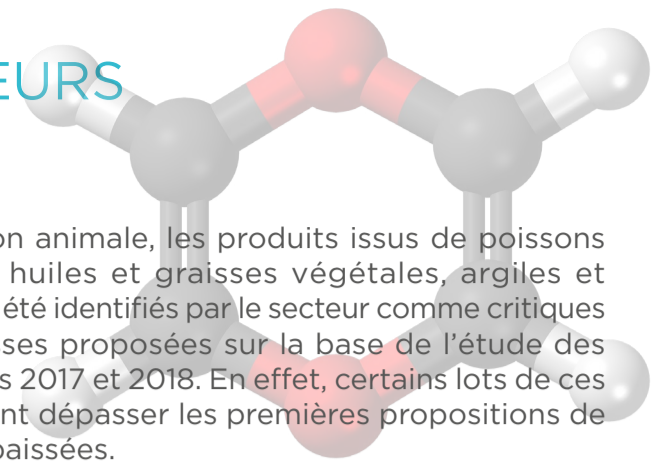 EURS
on animale, les produits issus de poissons
huiles et graisses végétales, argiles et
été identifiés par le secteur comme critiques
sses proposées sur la base de l'étude des
s 2017 et 2018. En effet, certains lots de ces
nt dépasser les premières propositions de
baissées.